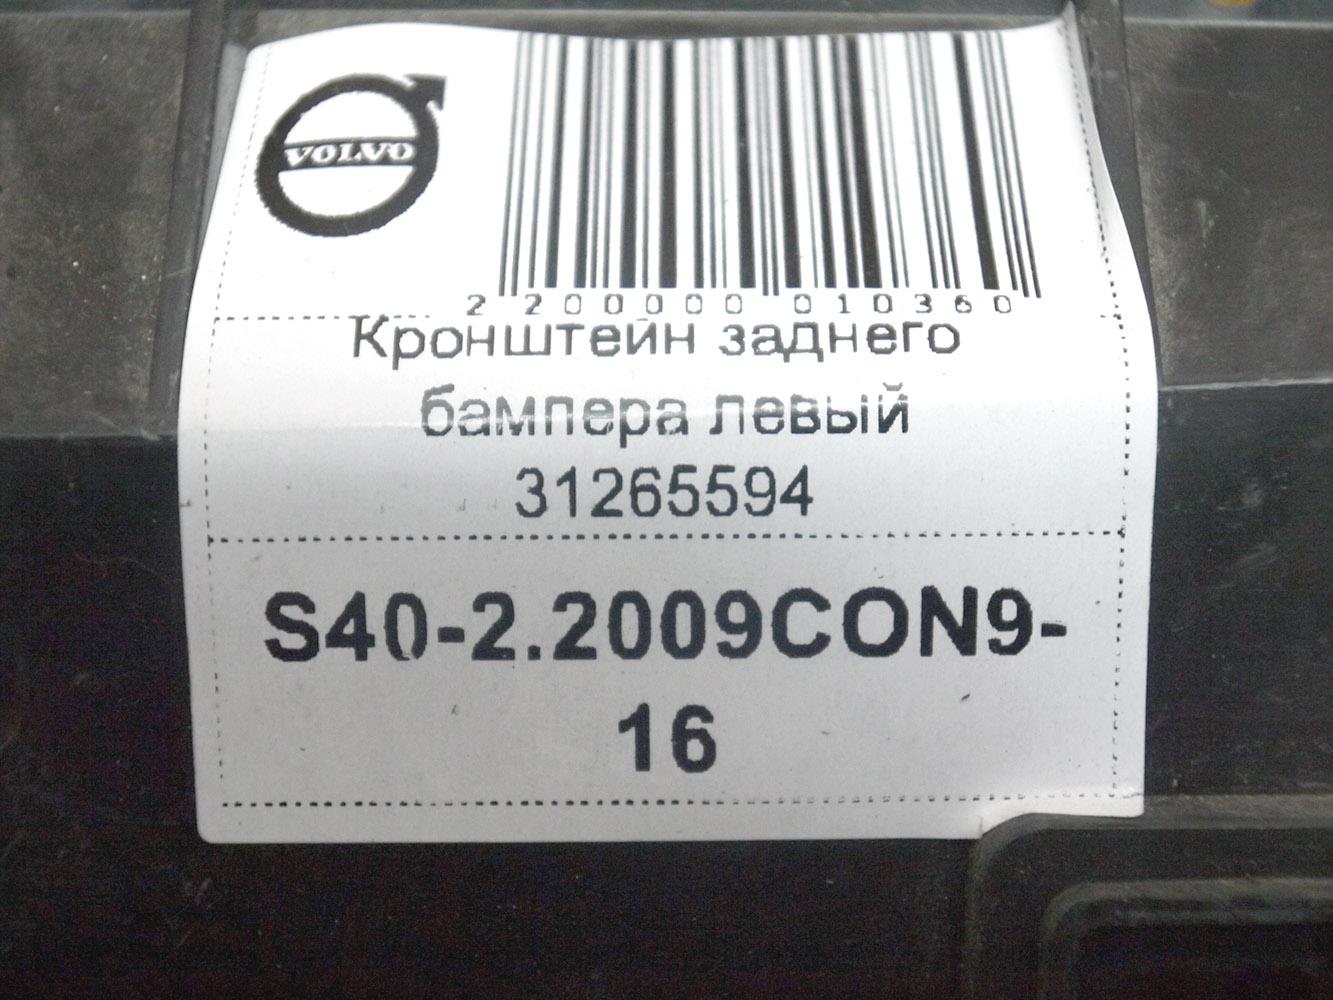 VOLVO
2 200000 010360
Кронштейн заднего
бампера левый
31265594
S40-2.2009CON9-
16